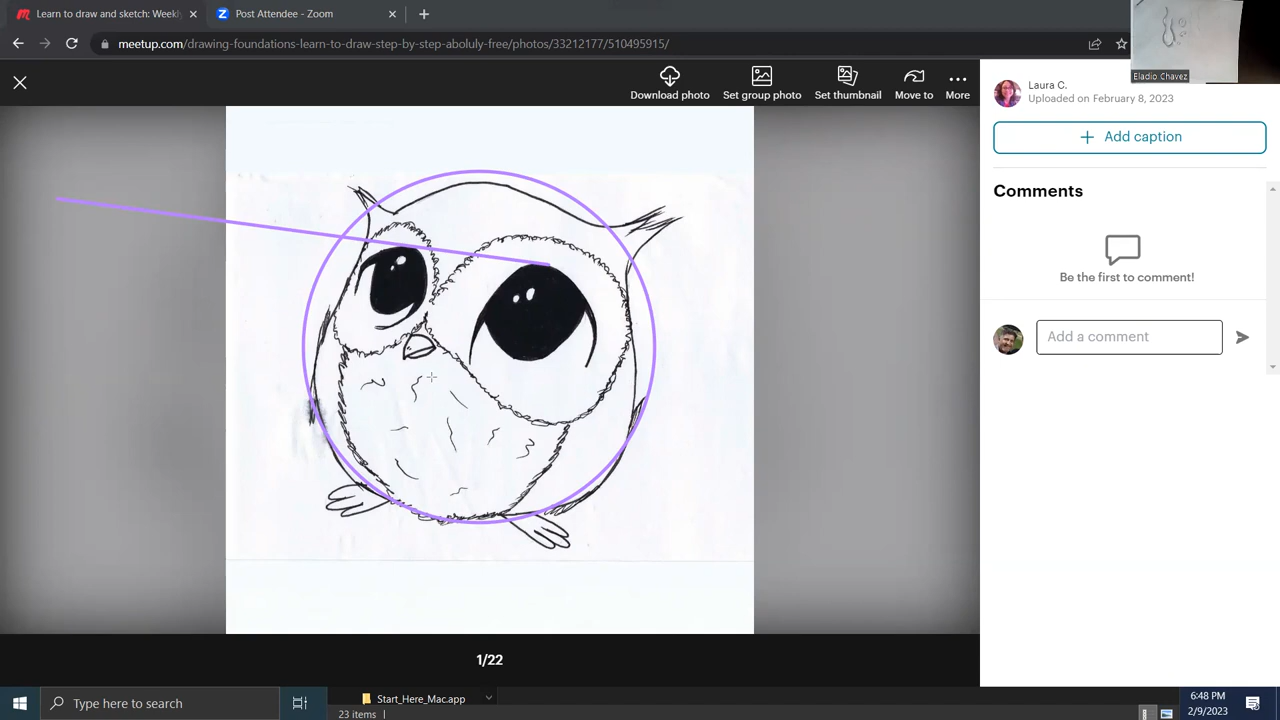 Learn to draw and sketch: Weekly
Post Attendee - Zoom
meetup.com/drawing-foundations-learn-to-draw-step-by-step-aboluly-free/photos/33212177/510495915/
Eladio Chavez
Download photo
Set group photo
Set thumbnail
Move to
More
Laura C.
Uploaded on February 8, 2023
Add caption
Comments
Be the first to comment!
Add a comment
1/22
Type here to search
Start_Here_Mac.app
23 items
6:48 PM
2/9/2023